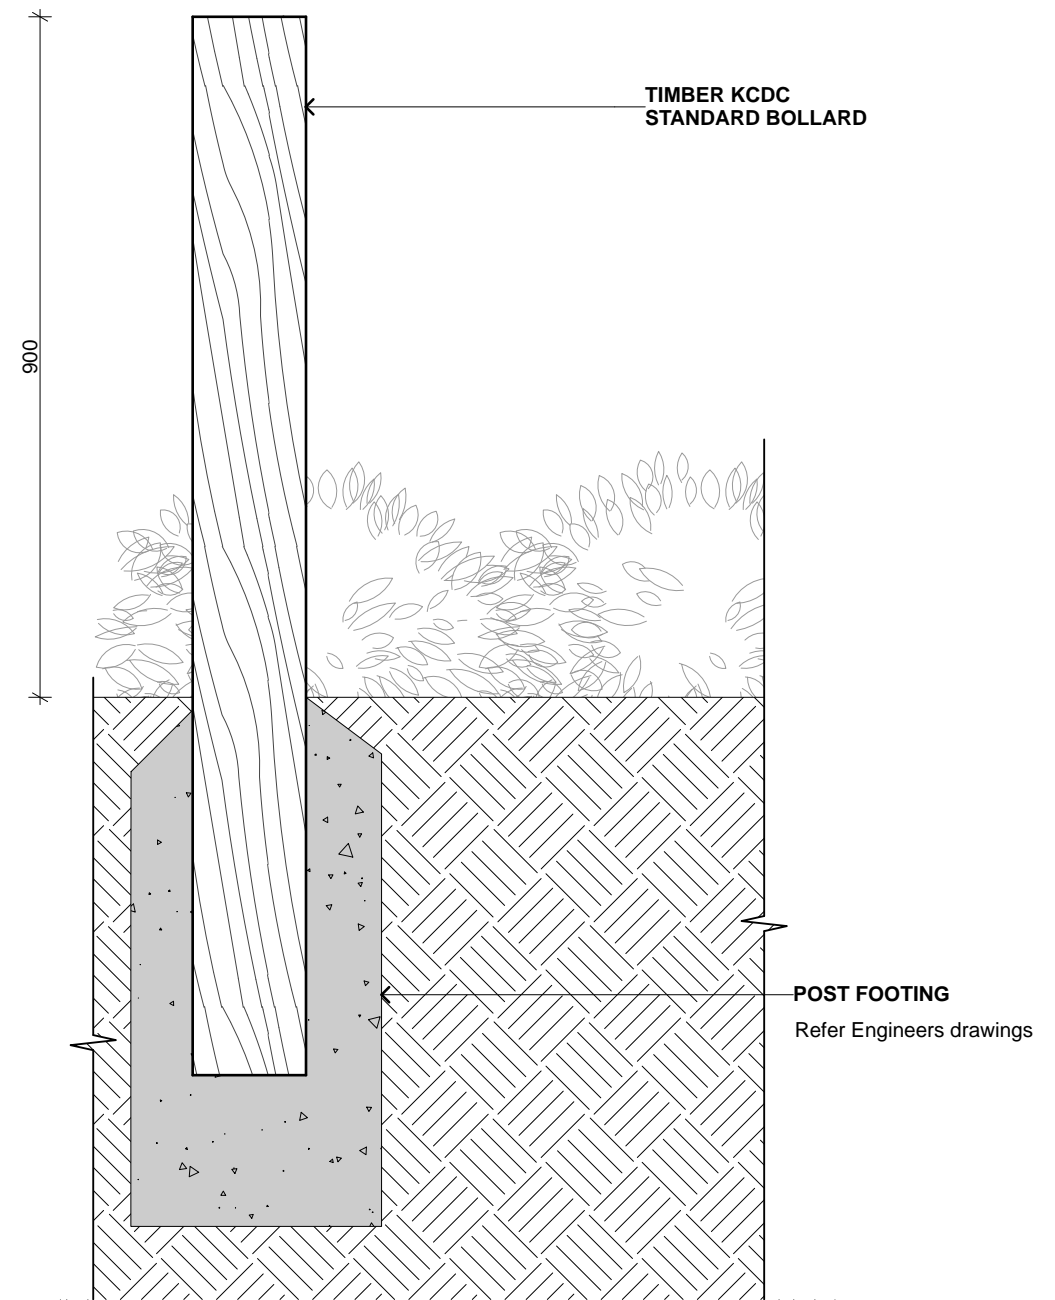 TIMBER KCDC
STANDARD BOLLARD
900
POST FOOTING
Refer Engineers drawings